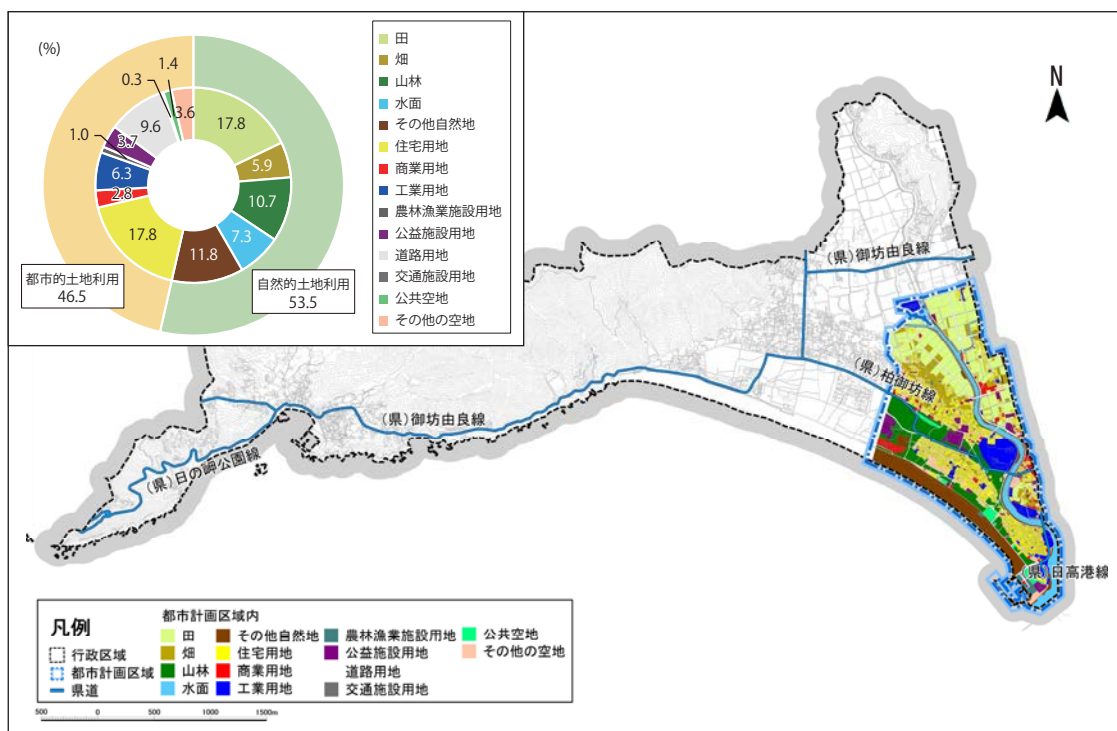 (%)
1.4
0.3
3.6
17.8
9.6
3.7
1.0
5.9
6.3
2.8
10.7
17.8
7.3
11.8
都市的土地利用
46.5
自然的土地利用
53.5
田
畑
山林
水面
その他自然地
住宅用地
商業用地
工業用地
農林漁業施設用地
公益施設用地
道路用地
交通施設用地
公共空地
その他の空地
N
(県)御坊由良線
(県)柏御坊線
(県)御坊由良線
(県)日の岬公園線
(県)日高港線
凡例
行政区域
都市計画区域
県道
都市計画区域内
田
畑
山林
水面
その他自然地
住宅用地
商業用地
工業用地
農林漁業施設用地
公益施設用地
道路用地
交通施設用地
公共空地
その他の空地
500 0 500 1000 1500m